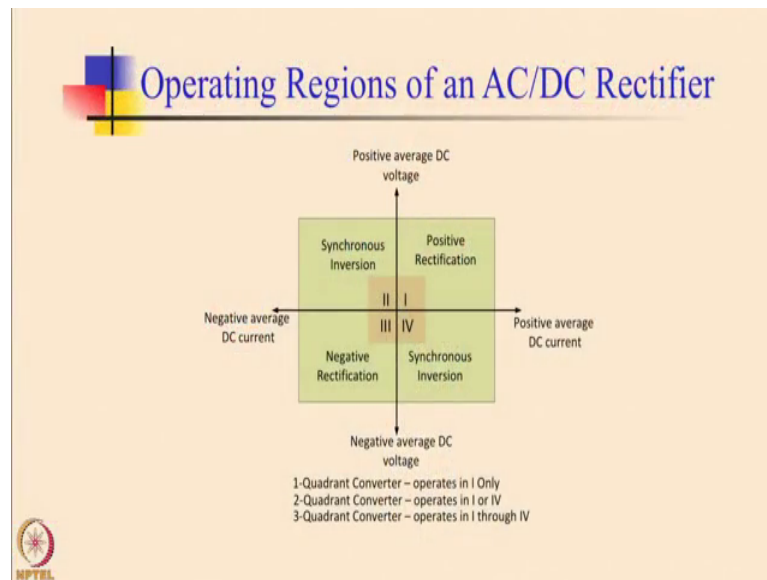 Operating Regions of an AC/DC Rectifier
Positive average DC
voltage
Synchronous
Inversion
Positive
Rectification
II I
Negative average
DC current
III IV
Positive average
DC current
Negative
Rectification
Synchronous
Inversion
Negative average DC
voltage
1-Quadrant Converter – operates in I Only
2-Quadrant Converter – operates in I or IV
3-Quadrant Converter – operates in I through IV
NPTEL